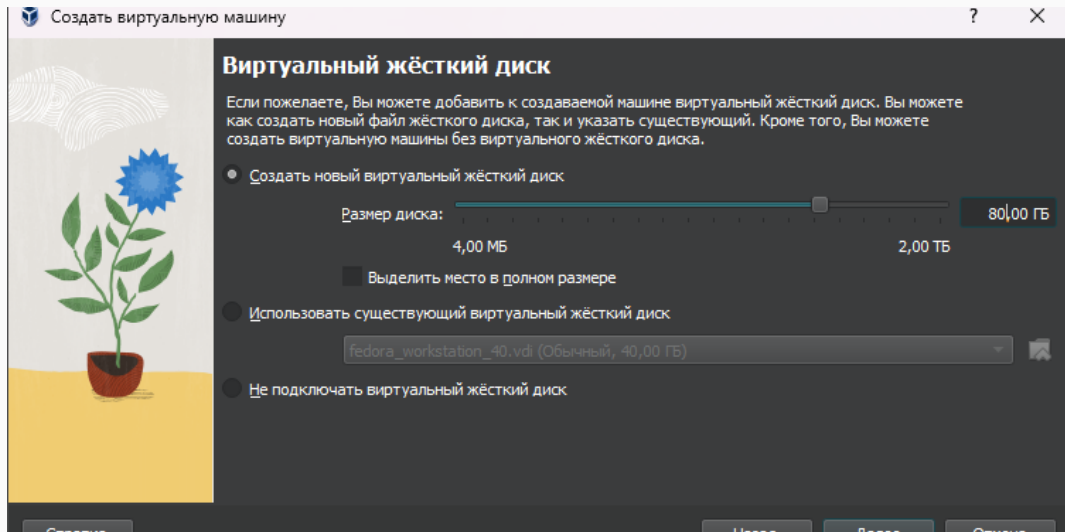 Создать виртуальную машину
?
Виртуальный жёсткий диск
Если пожелаете, Вы можете добавить к создаваемой машине виртуальный жёсткий диск. Вы можете
как создать новый файл жёсткого диска, так и указать существующий. Кроме того, Вы можете
создать виртуальную машины без виртуального жёсткого диска.
Создать новый виртуальный жёсткий диск
Размер диска:
80,00 ГБ
4,00 МБ
2,00 ТБ
Выделить место в полном размере
Использовать существующий виртуальный жёсткий диск
fedora_workstation_40.vdi (Обычный, 40,00 ГБ)
Не подключать виртуальный жёсткий диск